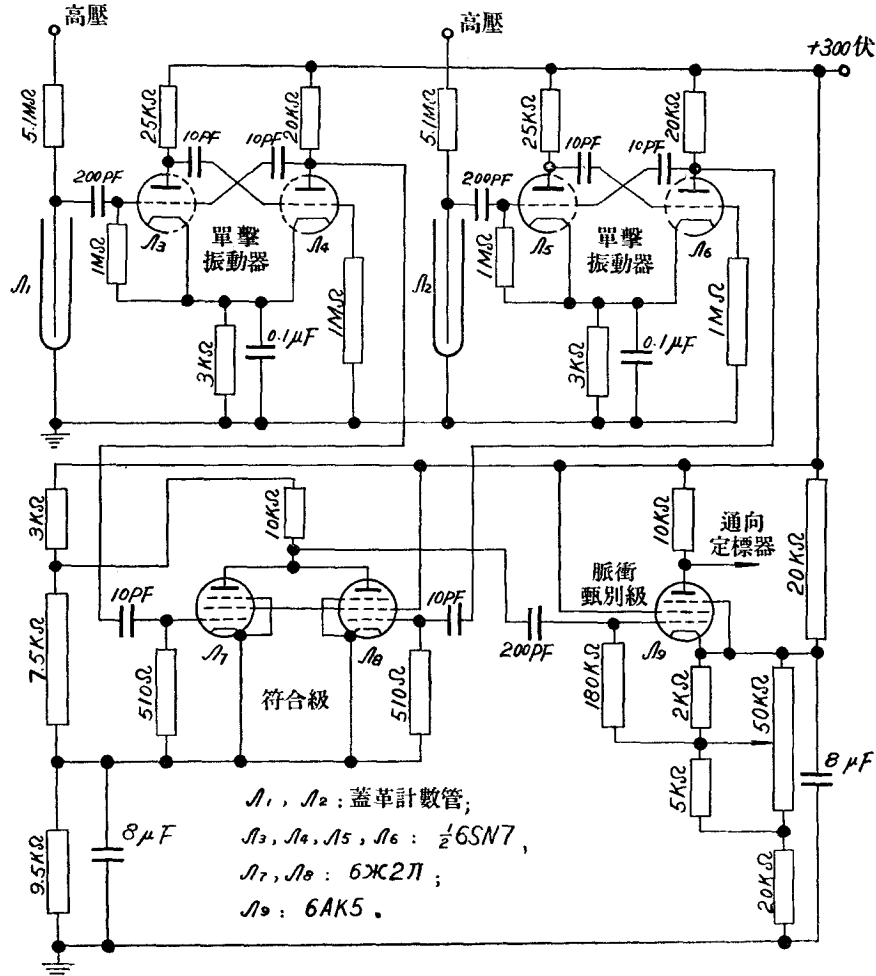 高壓
高壓
+300伏
5.1MΩ
25KΩ
10PF
10PF
20KΩ
5.1MΩ
25KΩ
10PF
10PF
20KΩ
200PF
200PF
Л3
單擊
振動器
Л4
Л5
單擊
振動器
Л6
Л1
1MΩ
1MΩ
Л2
1MΩ
1MΩ
3KΩ
0.1μF
3KΩ
0.1μF
3KΩ
10KΩ
10KΩ
通向
定標器
20KΩ
脈衝
甄別級
10PF
10PF
7.5KΩ
Л7
Л8
200PF
Л9
510Ω
符合級
510Ω
180KΩ
2KΩ
50KΩ
5KΩ
8μF
8μF
9.5KΩ
20KΩ
Л1, Л2:蓋革計數管;
Л3, Л4, Л5, Л6: ½6SN7,
Л7, Л8: 6Ж2П;
Л9: 6AK5.